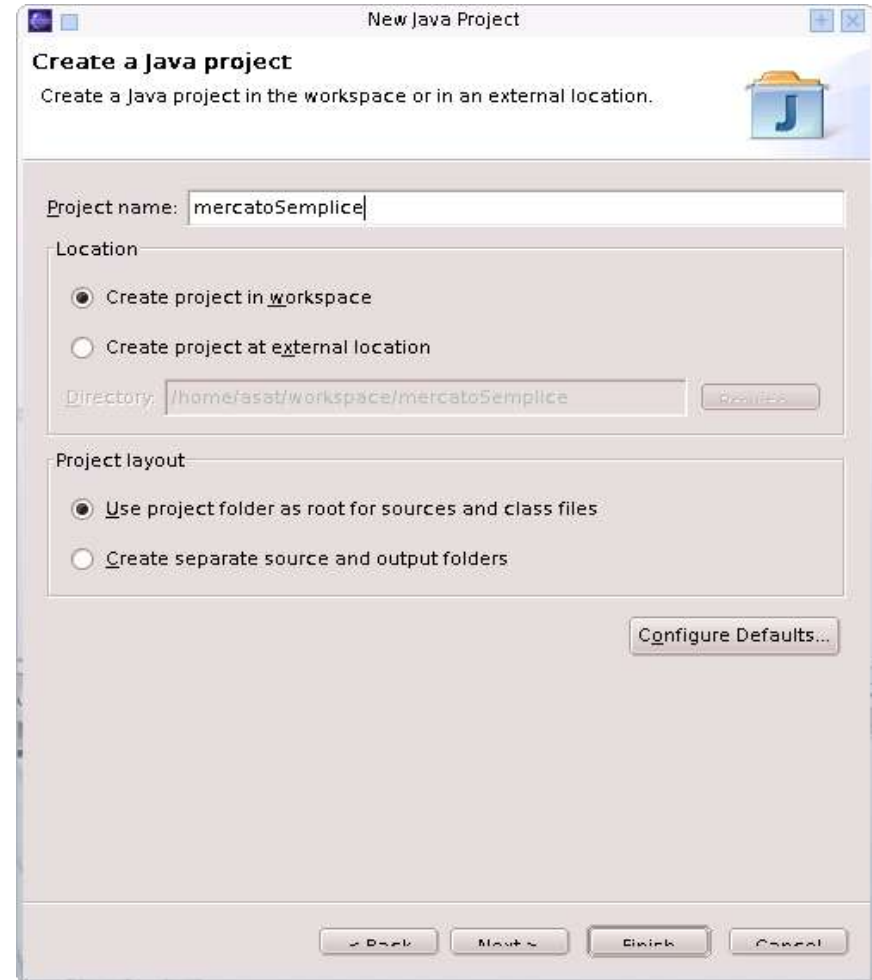 New Java Project
Create a Java project
Create a Java project in the workspace or in an external location.
J
Project name: mercatoSemplice
Location
Create project in workspace
Create project at external location
Directory: /home/asat/workspace/mercatoSemplice
Project layout
Use project folder as root for sources and class files
Create separate source and output folders
Configure Defaults...
< Back Next > Finish Cancel